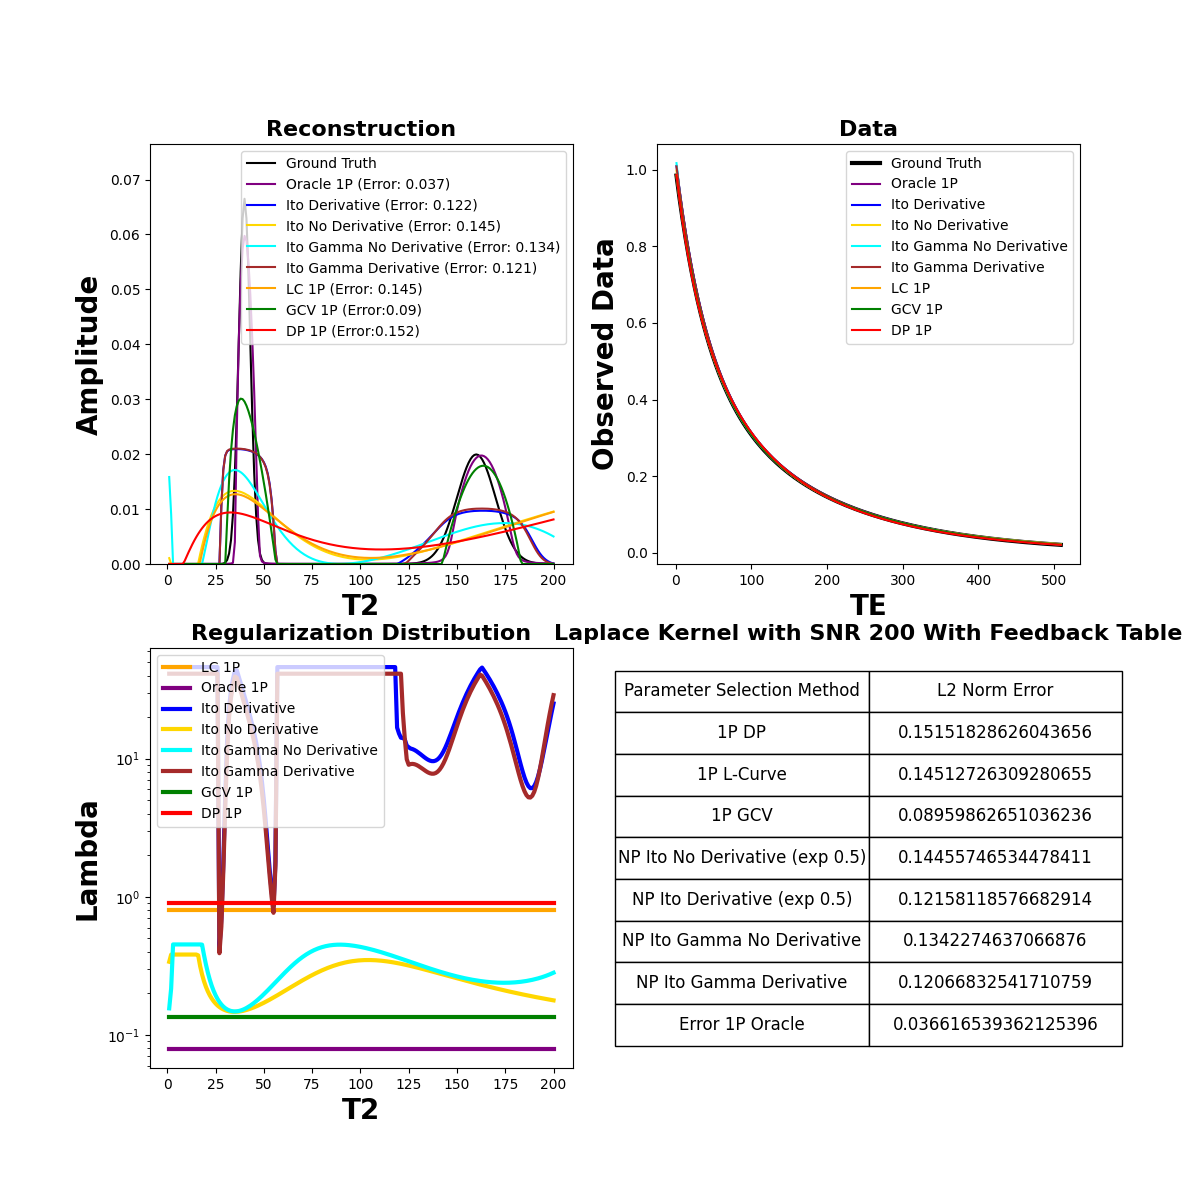 Reconstruction
Amplitude
0.07
0.06
0.05
0.04
0.03
0.02
0.01
0.00
Ground Truth
Oracle 1P (Error: 0.037)
Ito Derivative (Error: 0.122)
Ito No Derivative (Error: 0.145)
Ito Gamma No Derivative (Error: 0.134)
Ito Gamma Derivative (Error: 0.121)
LC 1P (Error: 0.145)
GCV 1P (Error:0.09)
DP 1P (Error:0.152)
0 25 50 75 100 125 150 175 200
T2
Data
Observed Data
1.0
0.8
0.6
0.4
0.2
0.0
Ground Truth
Oracle 1P
Ito Derivative
Ito No Derivative
Ito Gamma No Derivative
Ito Gamma Derivative
LC 1P
GCV 1P
DP 1P
0 100 200 300 400 500
TE
Regularization Distribution
Lambda
10^1
10^0
10^-1
LC 1P
Oracle 1P
Ito Derivative
Ito No Derivative
Ito Gamma No Derivative
Ito Gamma Derivative
GCV 1P
DP 1P
0 25 50 75 100 125 150 175 200
T2
Laplace Kernel with SNR 200 With Feedback Table
Parameter Selection Method L2 Norm Error
1P DP 0.15151828626043656
1P L-Curve 0.14512726309280655
1P GCV 0.08959862651036236
NP Ito No Derivative (exp 0.5) 0.14455746534478411
NP Ito Derivative (exp 0.5) 0.12158118576682914
NP Ito Gamma No Derivative 0.1342274637066876
NP Ito Gamma Derivative 0.12066832541710759
Error 1P Oracle 0.036616539362125396